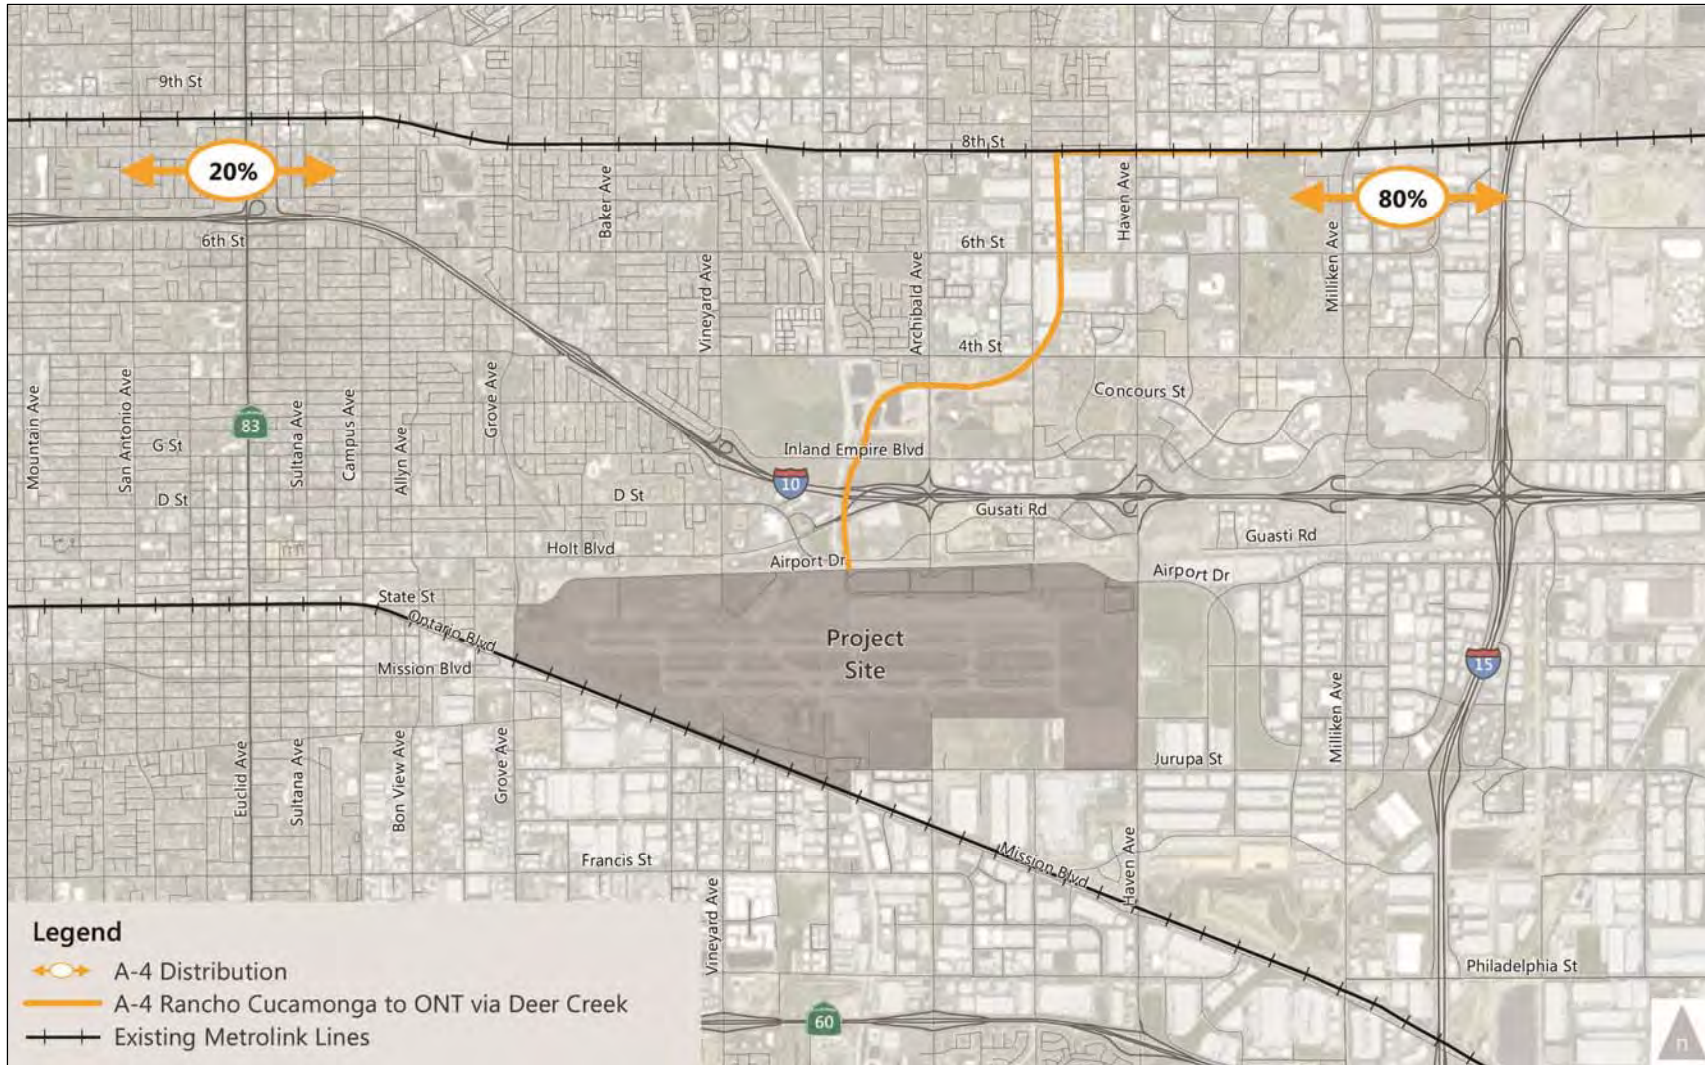 9th St
8th St
20%
80%
6th St
Baker Ave
Vineyard Ave
Archibald Ave
6th St
Haven Ave
Milliken Ave
4th St
Mountain Ave
San Antonio Ave
83
Sultana Ave
Campus Ave
Allyn Ave
Grove Ave
Concours St
G St
Inland Empire Blvd
D St
D St
10
Gusati Rd
Guasti Rd
Holt Blvd
Airport Dr
Airport Dr
State St
Ontario Blvd
Mission Blvd
Project
Site
15
Euclid Ave
Sultana Ave
Bon View Ave
Grove Ave
Jurupa St
Milliken Ave
Francis St
Mission Blvd
Haven Ave
Vineyard Ave
Philadelphia St
60
Legend
A-4 Distribution
A-4 Rancho Cucamonga to ONT via Deer Creek
Existing Metrolink Lines
n